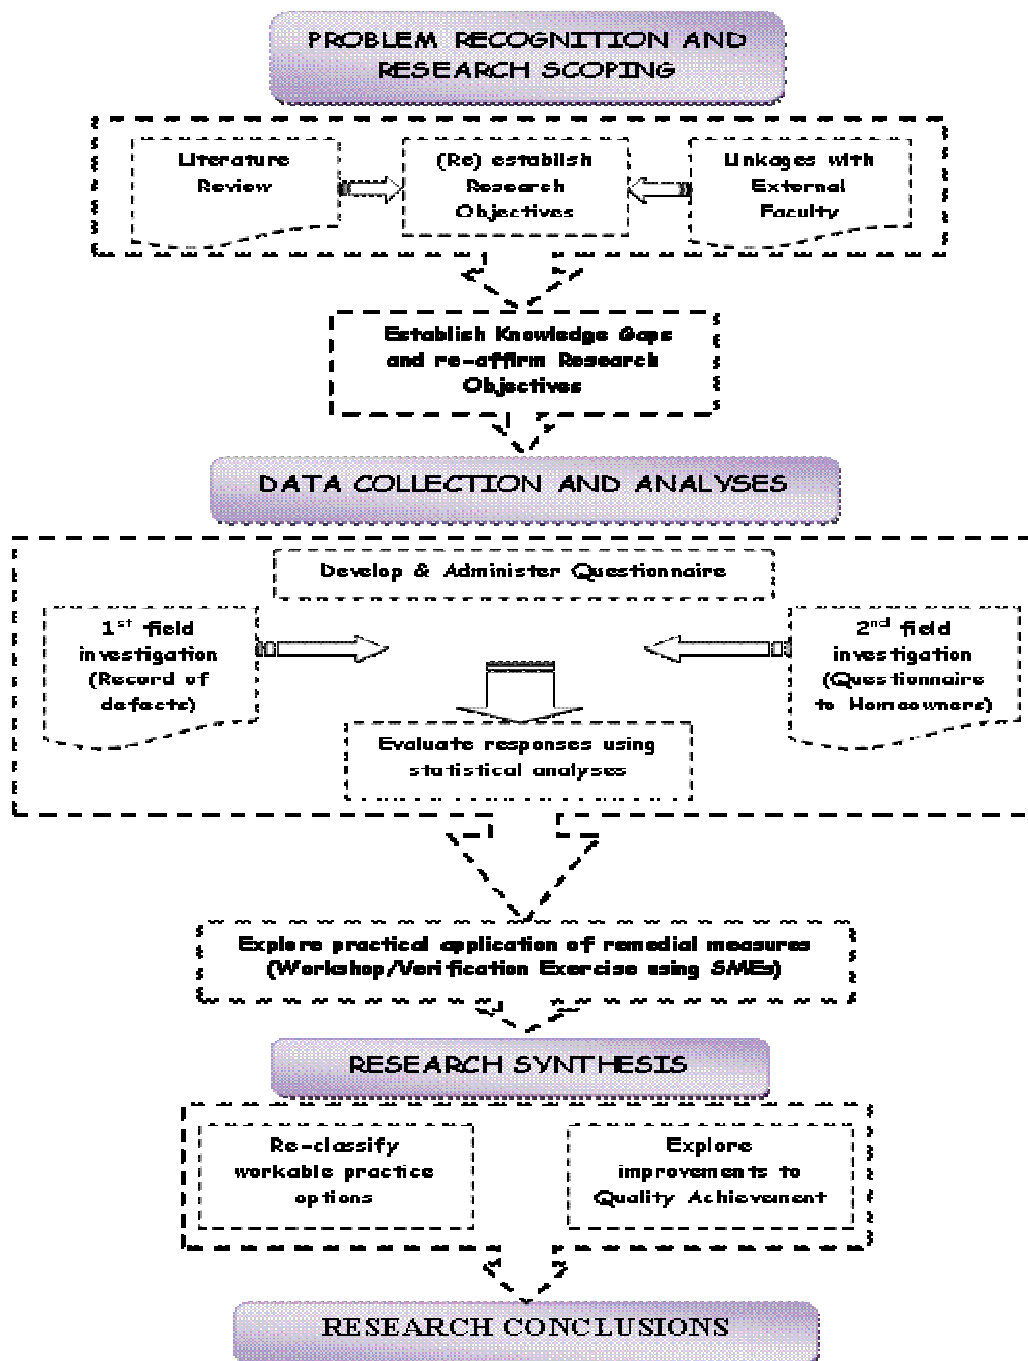 PROBLEM RECOGNITION AND
RESEARCH SCOPING
Literature
Review
(Re) establish
Research
Objectives
Linkages with
External
Faculty
Establish Knowledge Gaps
and re-affirm Research
Objectives
DATA COLLECTION AND ANALYSES
Develop & Administer Questionnaire
1st field
investigation
(Record of
defects)
2nd field
investigation
(Questionnaire
to Homeowners)
Evaluate responses using
statistical analyses
Explore practical application of remedial measures
(Workshop/Verification Exercise using SMEs)
RESEARCH SYNTHESIS
Re-classify
workable practice
options
Explore
improvements to
Quality Achievement
RESEARCH CONCLUSIONS